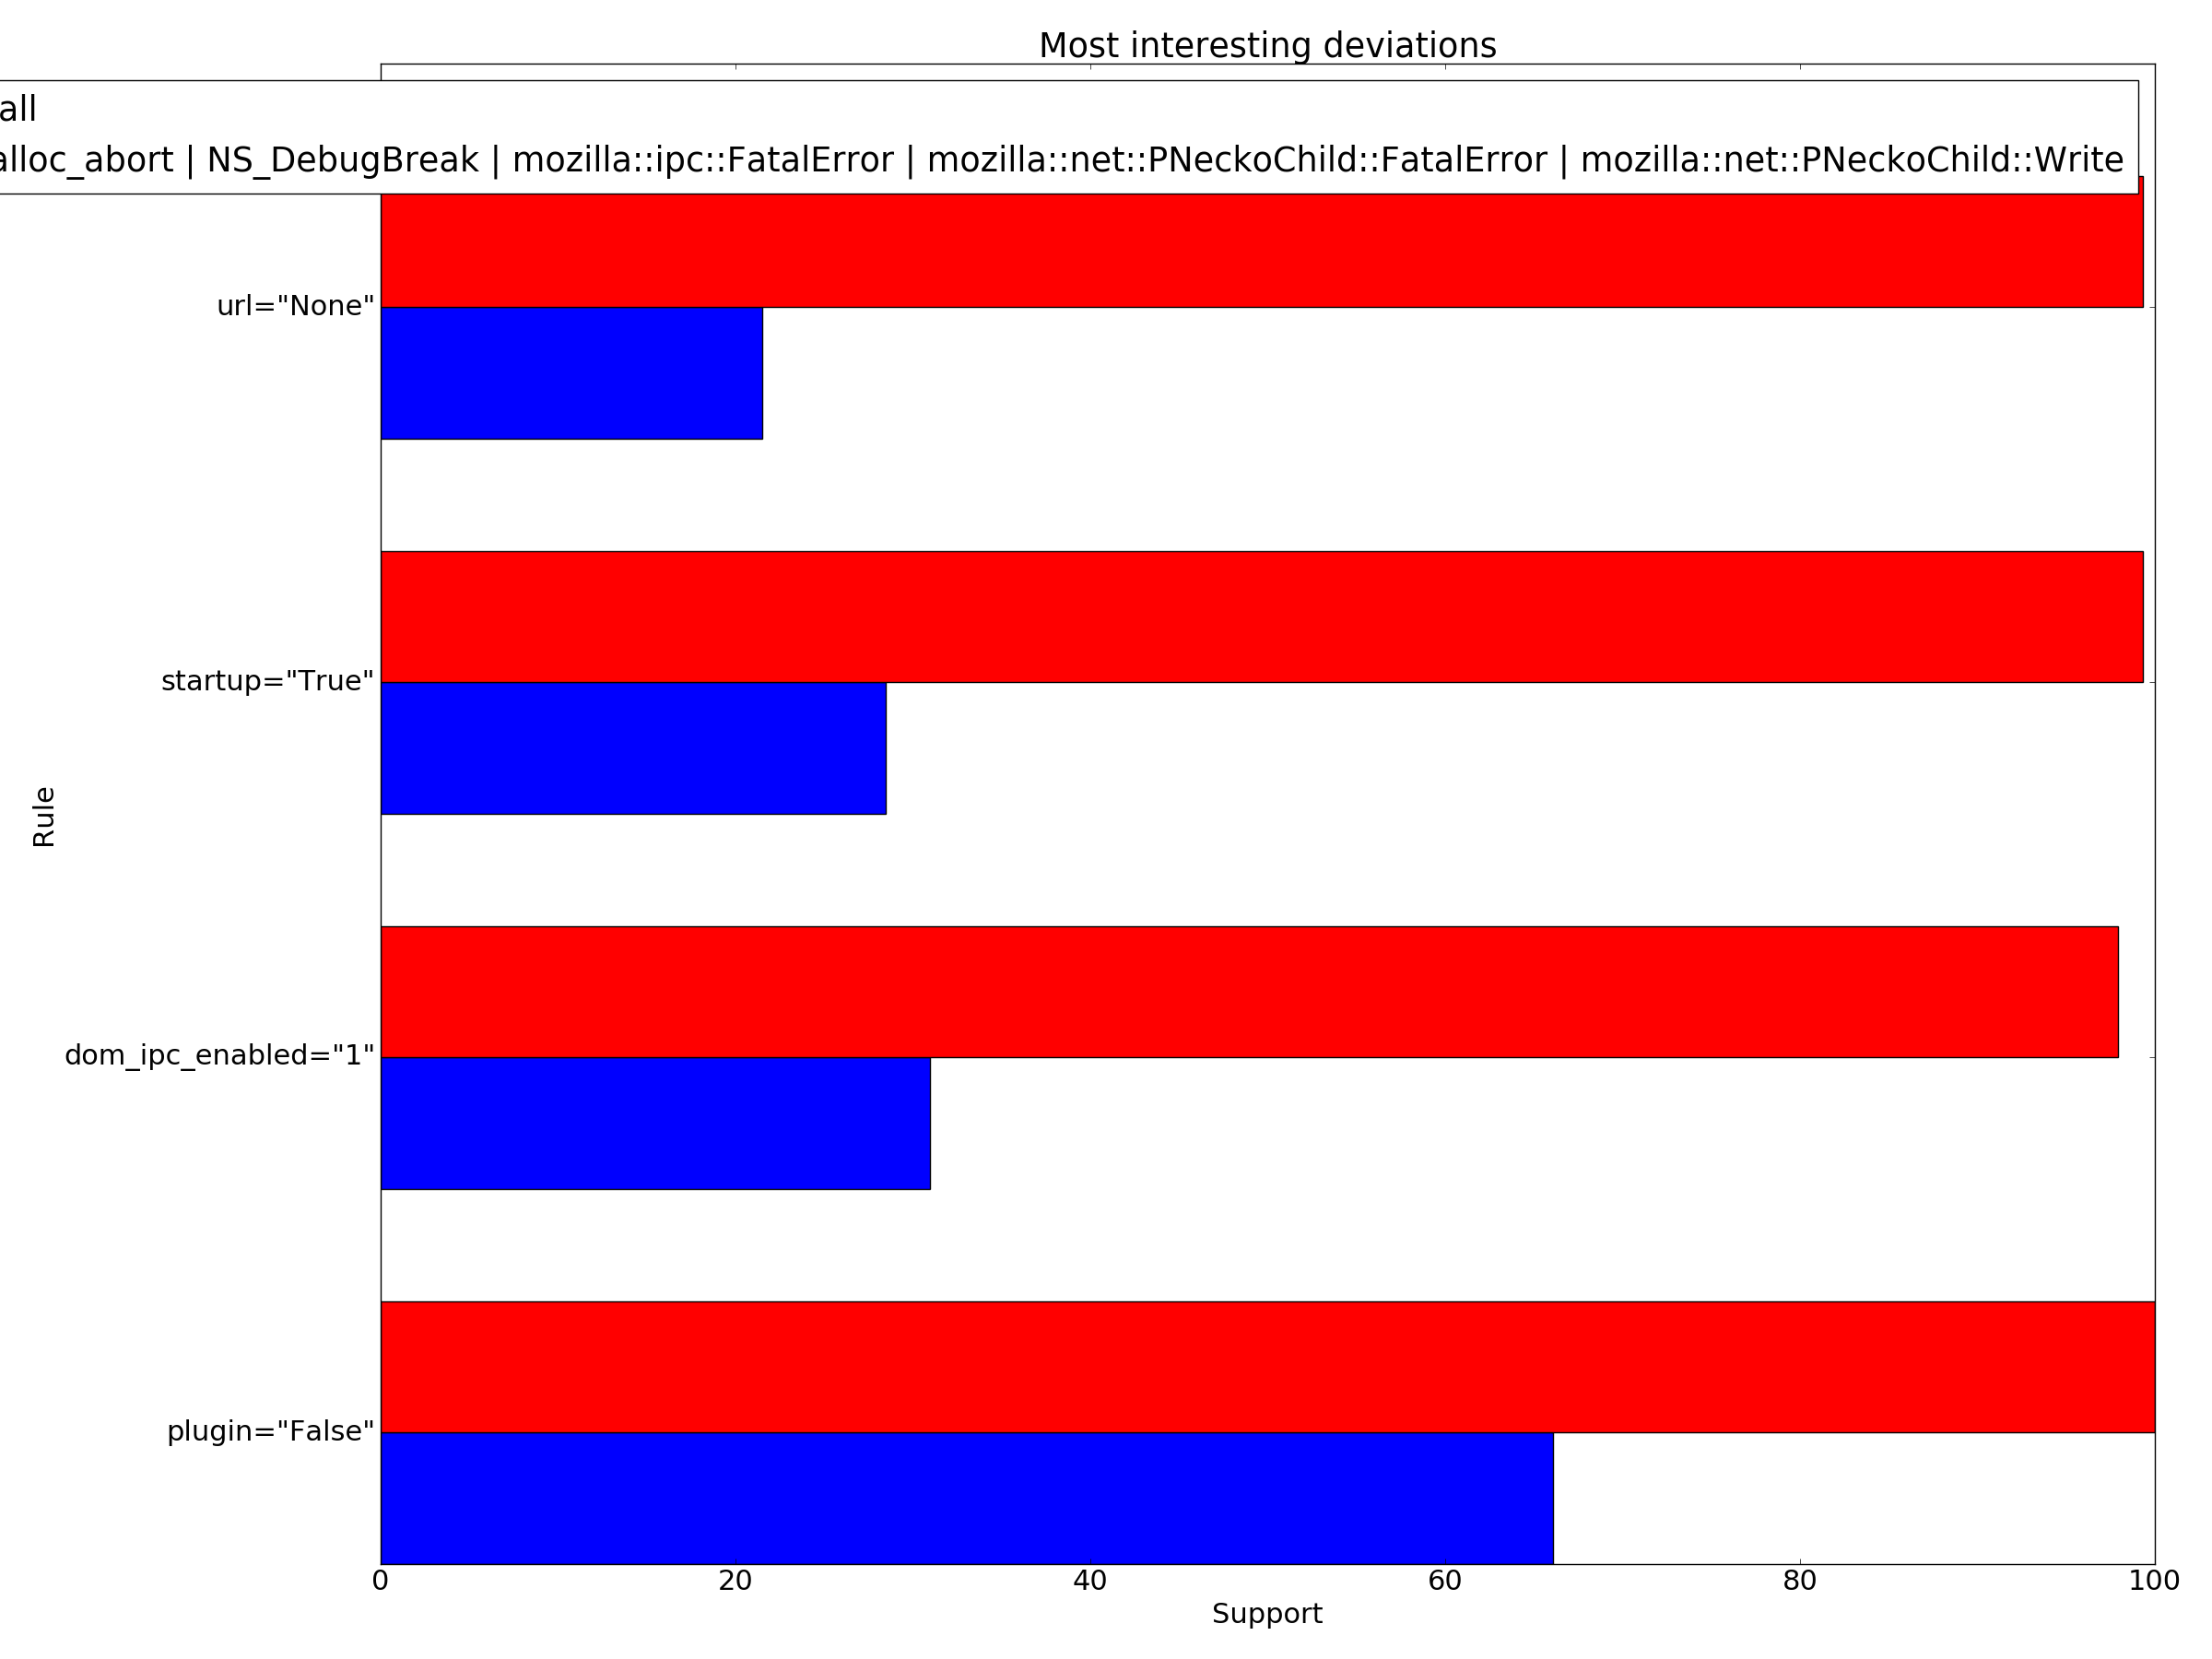 Most interesting deviations
all
alloc_abort | NS_DebugBreak | mozilla::ipc::FatalError | mozilla::net::PNeckoChild::FatalError | mozilla::net::PNeckoChild::Write
url="None"
startup="True"
Rule
dom_ipc_enabled="1"
plugin="False"
0 20 40 60 80 100
Support